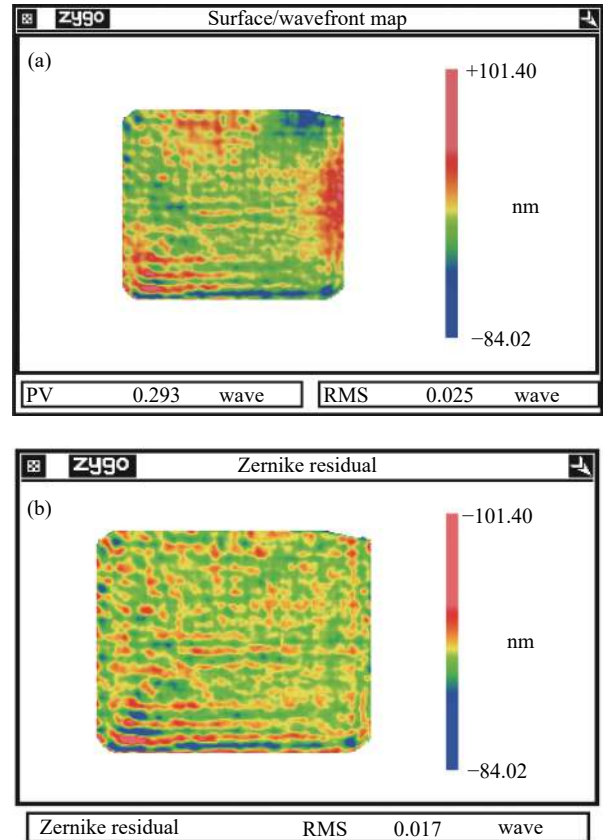 zygo Surface/wavefront map
(a)
+101.40
nm
−84.02
PV 0.293 wave RMS 0.025 wave
zygo Zernike residual
(b)
−101.40
nm
−84.02
Zernike residual RMS 0.017 wave